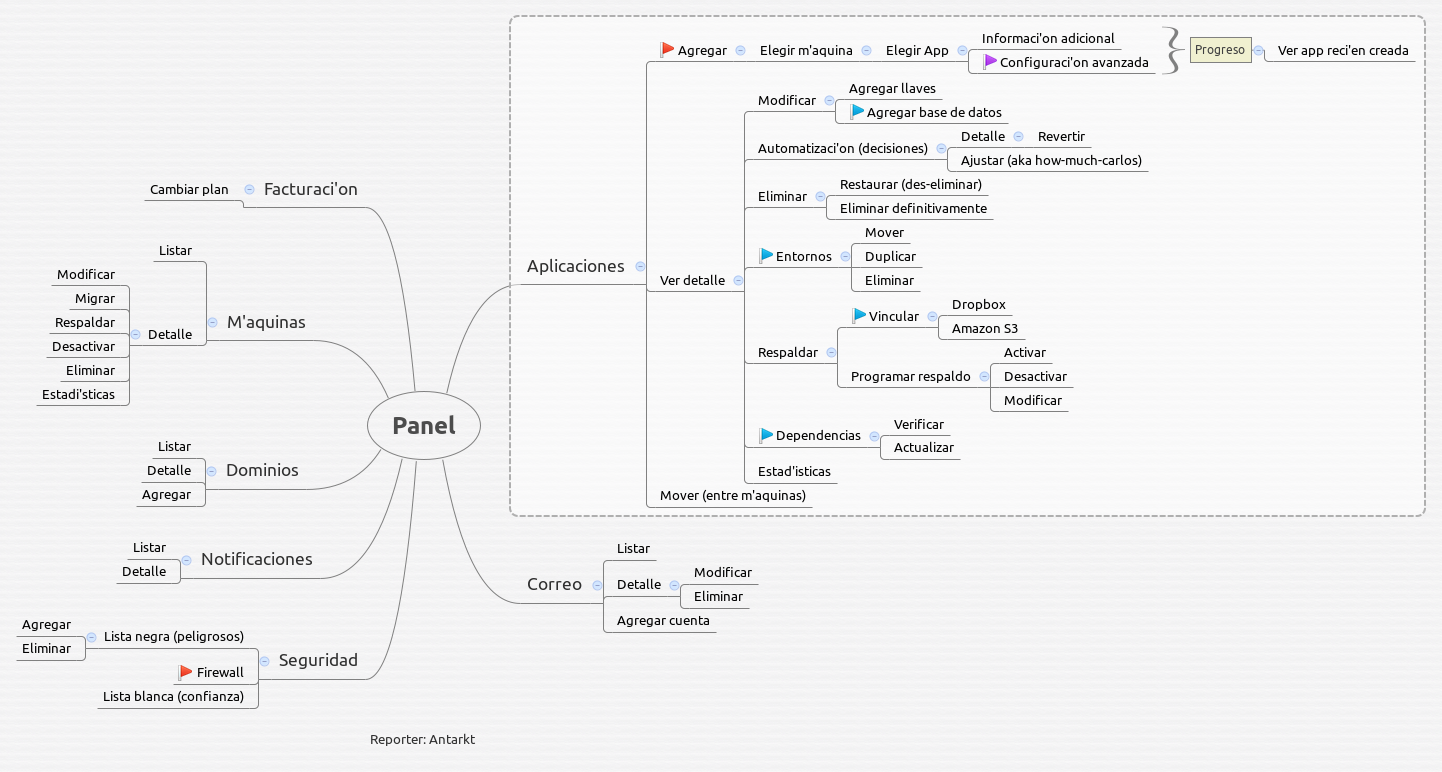 Panel
Aplicaciones
Agregar
Elegir m'aquina
Elegir App
Informaci'on adicional
Configuraci'on avanzada
Progreso
Ver app reci'en creada
Ver detalle
Modificar
Agregar llaves
Agregar base de datos
Automatizaci'on (decisiones)
Detalle
Revertir
Ajustar (aka how-much-carlos)
Eliminar
Restaurar (des-eliminar)
Eliminar definitivamente
Entornos
Mover
Duplicar
Eliminar
Respaldar
Vincular
Dropbox
Amazon S3
Programar respaldo
Activar
Desactivar
Modificar
Dependencias
Verificar
Actualizar
Estad'isticas
Mover (entre m'aquinas)
Correo
Listar
Detalle
Modificar
Eliminar
Agregar cuenta
Facturaci'on
Cambiar plan
M'aquinas
Listar
Detalle
Modificar
Migrar
Respaldar
Desactivar
Eliminar
Estadi'sticas
Dominios
Listar
Detalle
Agregar
Notificaciones
Listar
Detalle
Seguridad
Lista negra (peligrosos)
Agregar
Eliminar
Firewall
Lista blanca (confianza)
Reporter: Antarkt